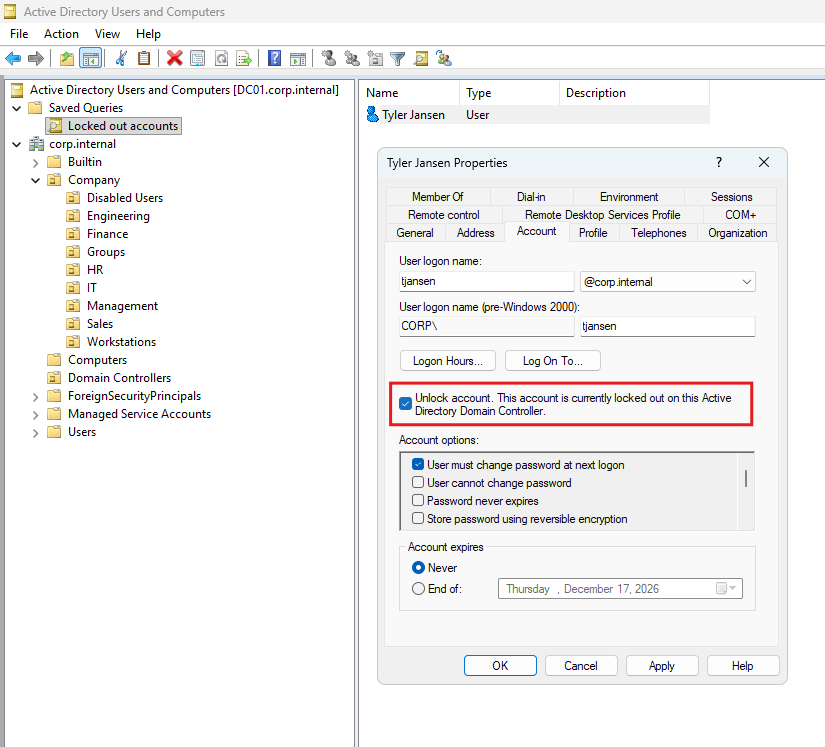 Active Directory Users and Computers
File Action View Help
Active Directory Users and Computers [DC01.corp.internal]
Saved Queries
Locked out accounts
corp.internal
Builtin
Company
Disabled Users
Engineering
Finance
Groups
HR
IT
Management
Sales
Workstations
Computers
Domain Controllers
ForeignSecurityPrincipals
Managed Service Accounts
Users
Name Type Description
Tyler Jansen User
Tyler Jansen Properties ?
Member Of Dial-in Environment Sessions
Remote control Remote Desktop Services Profile COM+
General Address Account Profile Telephones Organization
User logon name:
tjansen @corp.internal
User logon name (pre-Windows 2000):
CORP\ tjansen
Logon Hours... Log On To...
Unlock account. This account is currently locked out on this Active
Directory Domain Controller.
Account options:
User must change password at next logon
User cannot change password
Password never expires
Store password using reversible encryption
Account expires
Never
End of: Thursday , December 17, 2026
OK Cancel Apply Help